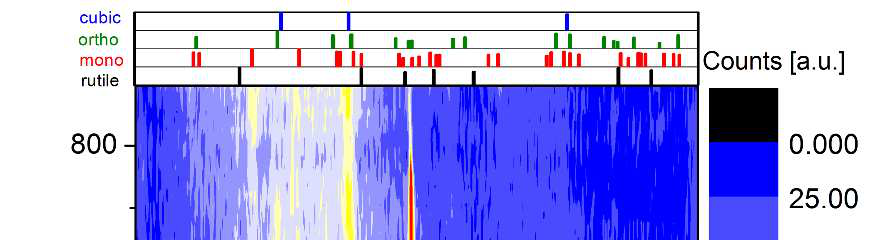 cubic
ortho
mono
rutile
Counts [a.u.]
800
0.000
25.00